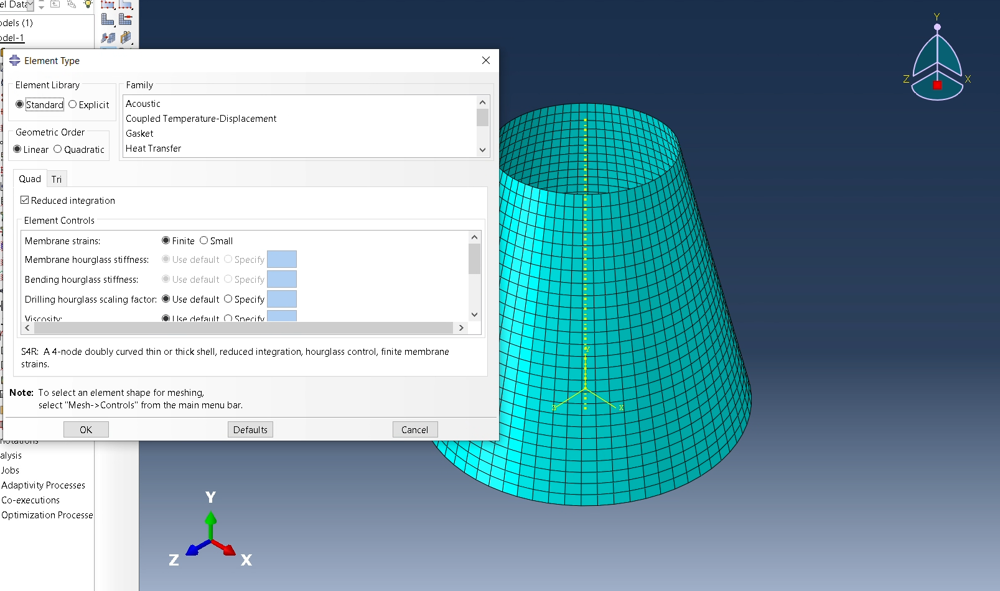 el Data
odels (1)
odel-1
Element Type
Element Library
Standard Explicit
Geometric Order
Linear Quadratic
Family
Acoustic
Coupled Temperature-Displacement
Gasket
Heat Transfer
Quad Tri
Reduced integration
Element Controls
Membrane strains: Finite Small
Membrane hourglass stiffness: Use default Specify
Bending hourglass stiffness: Use default Specify
Drilling hourglass scaling factor: Use default Specify
Viscosity: Use default Specify
S4R: A 4-node doubly curved thin or thick shell, reduced integration, hourglass control, finite membrane
strains.
Note: To select an element shape for meshing,
select "Mesh->Controls" from the main menu bar.
OK Defaults Cancel
notations
alysis
Jobs
Adaptivity Processes
Co-executions
Optimization Processe
Y
Z X
Y
Z X
Y
Z X